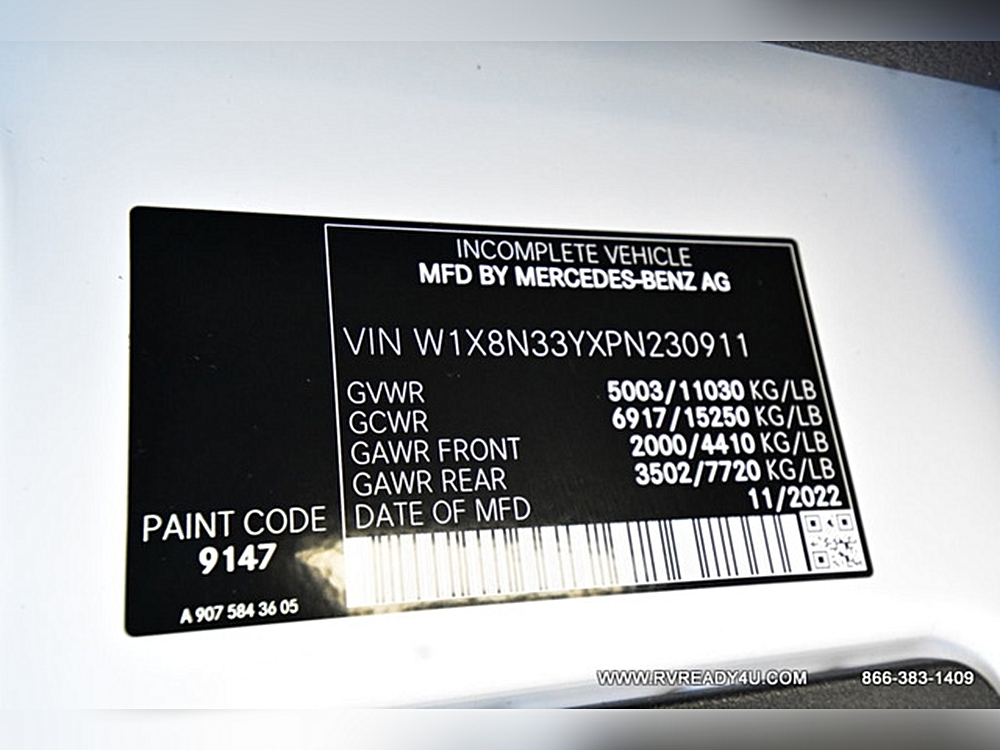 INCOMPLETE VEHICLE
MFD BY MERCEDES-BENZ AG
VIN W1X8N33YXPN230911
GVWR 5003/11030 KG/LB
GCWR 6917/15250 KG/LB
GAWR FRONT 2000/4410 KG/LB
GAWR REAR 3502/7720 KG/LB
DATE OF MFD 11/2022
PAINT CODE
9147
A 907 584 36 05
WWW.RVREADY4U.COM 866-383-1409